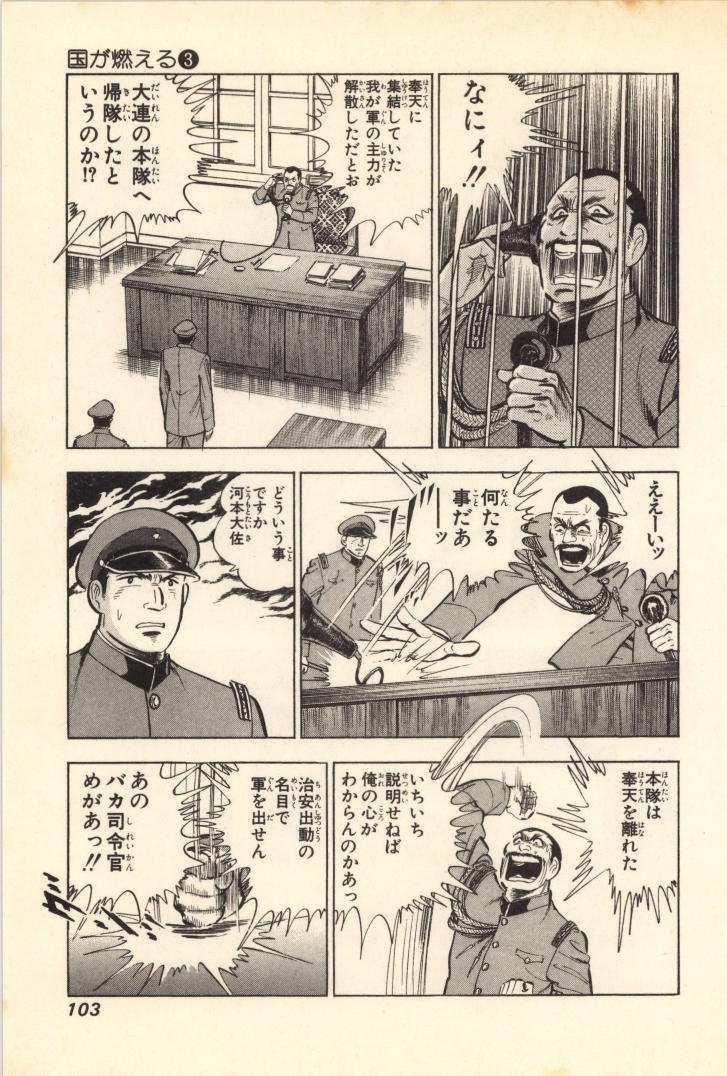 国が燃える❸
なにィ!!
奉天に
集結していた
我が軍の主力が
解散しただとお
大連の本隊へ
帰隊したと
いうのか!?
ええーいッ
何たる
事だあ
ーーッ
どういう事
ですか
河本大佐
本隊は
奉天を離れた
いちいち
説明せねば
俺の心が
わからんのかあっ
治安出動の
名目で
軍を出せん
あの
バカ司令官
めがあっ!!
103